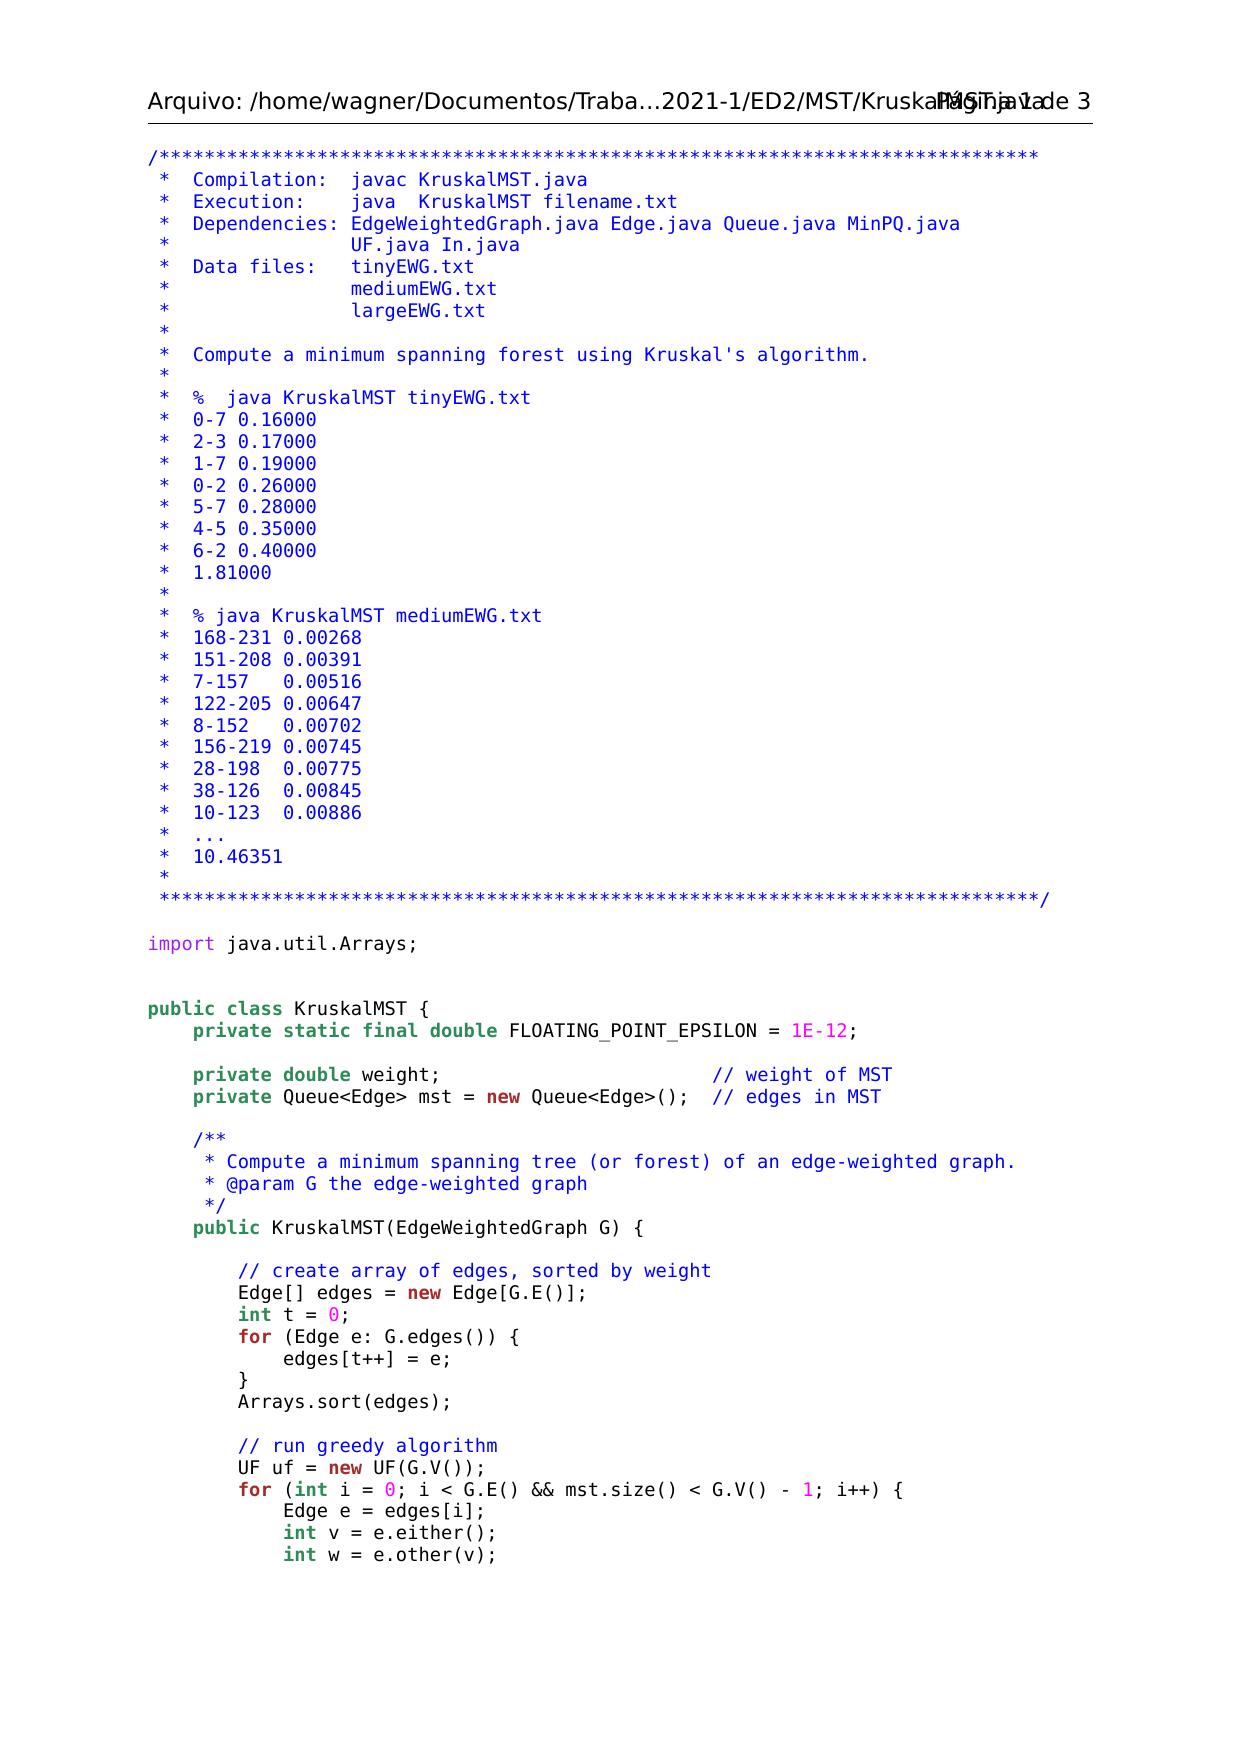 Arquivo: /home/wagner/Documentos/Traba...2021-1/ED2/MST/KruskalMST.java Página 1 de 3
/******************************************************************************
 *  Compilation:  javac KruskalMST.java
 *  Execution:    java  KruskalMST filename.txt
 *  Dependencies: EdgeWeightedGraph.java Edge.java Queue.java MinPQ.java
 *                UF.java In.java
 *  Data files:   tinyEWG.txt
 *                mediumEWG.txt
 *                largeEWG.txt
 *
 *  Compute a minimum spanning forest using Kruskal's algorithm.
 *
 *  %  java KruskalMST tinyEWG.txt
 *  0-7 0.16000
 *  2-3 0.17000
 *  1-7 0.19000
 *  0-2 0.26000
 *  5-7 0.28000
 *  4-5 0.35000
 *  6-2 0.40000
 *  1.81000
 *
 *  % java KruskalMST mediumEWG.txt
 *  168-231 0.00268
 *  151-208 0.00391
 *  7-157   0.00516
 *  122-205 0.00647
 *  8-152   0.00702
 *  156-219 0.00745
 *  28-198  0.00775
 *  38-126  0.00845
 *  10-123  0.00886
 *  ...
 *  10.46351
 *
 ******************************************************************************/
import java.util.Arrays;
public class KruskalMST {
    private static final double FLOATING_POINT_EPSILON = 1E-12;
    private double weight;                        // weight of MST
    private Queue<Edge> mst = new Queue<Edge>();  // edges in MST
    /**
     * Compute a minimum spanning tree (or forest) of an edge-weighted graph.
     * @param G the edge-weighted graph
     */
    public KruskalMST(EdgeWeightedGraph G) {
        // create array of edges, sorted by weight
        Edge[] edges = new Edge[G.E()];
        int t = 0;
        for (Edge e: G.edges()) {
            edges[t++] = e;
        }
        Arrays.sort(edges);
        // run greedy algorithm
        UF uf = new UF(G.V());
        for (int i = 0; i < G.E() && mst.size() < G.V() - 1; i++) {
            Edge e = edges[i];
            int v = e.either();
            int w = e.other(v);